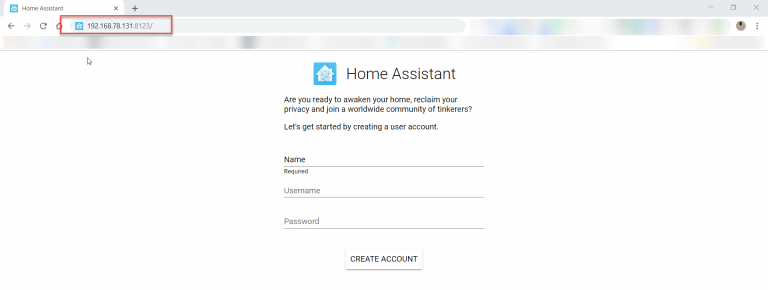 Home Assistant
192.168.78.131:8123/
Home Assistant
Are you ready to awaken your home, reclaim your
privacy and join a worldwide community of tinkerers?
Let's get started by creating a user account.
Name
Required
Username
Password
CREATE ACCOUNT